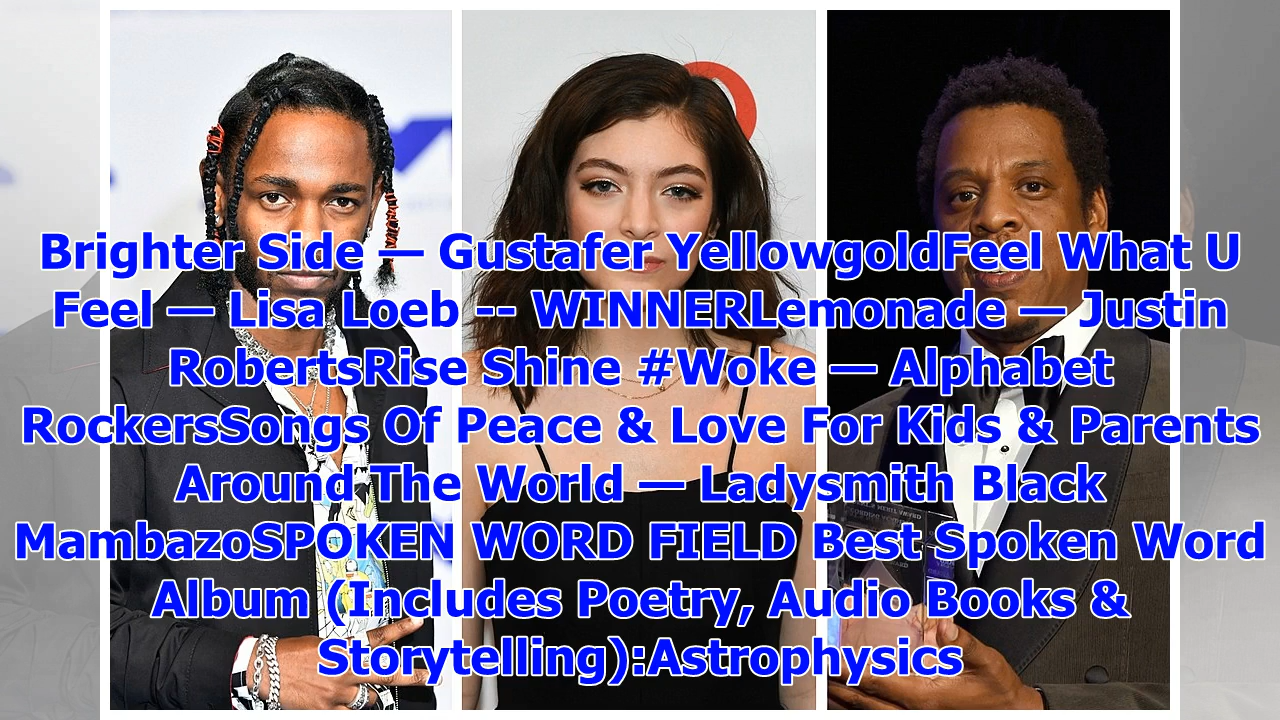 Brighter Side — Gustafer YellowgoldFeel What U
Feel — Lisa Loeb -- WINNERLemonade — Justin
RobertsRise Shine #Woke — Alphabet
RockersSongs Of Peace & Love For Kids & Parents
Around The World — Ladysmith Black
MambazoSPOKEN WORD FIELD Best Spoken Word
Album (Includes Poetry, Audio Books &
Storytelling):Astrophysics